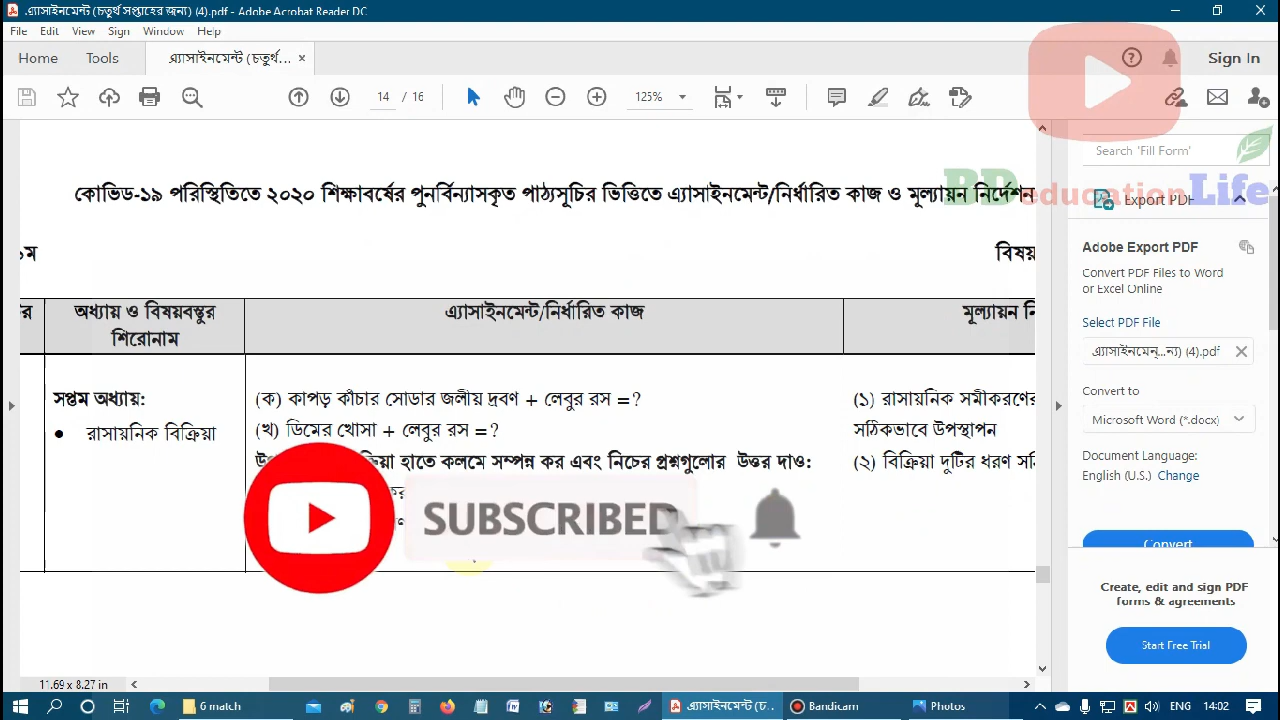 এ্যাসাইনমেন্ট (চতুর্থ সপ্তাহের জন্য) (4).pdf - Adobe Acrobat Reader DC
File Edit View Sign Window Help
Home Tools এ্যাসাইনমেন্ট (চতুর্থ... × Sign In
14 / 16 125%
Search 'Fill Form'
BDeducationLife
কোভিড-১৯ পরিস্থিতিতে ২০২০ শিক্ষাবর্ষের পুনর্বিন্যাসকৃত পাঠ্যসূচির ভিত্তিতে এ্যাসাইনমেন্ট/নির্ধারিত কাজ ও মূল্যায়ন নির্দেশন
Export PDF
Adobe Export PDF
Convert PDF Files to Word
or Excel Online
Select PDF File
এ্যাসাইনমেন্...ন্য) (4).pdf
Convert to
Microsoft Word (*.docx)
Document Language:
English (U.S.) Change
Convert
Create, edit and sign PDF
forms & agreements
Start Free Trial
বিষয়
অধ্যায় ও বিষয়বস্তুর
শিরোনাম
এ্যাসাইনমেন্ট/নির্ধারিত কাজ
মূল্যায়ন
সপ্তম অধ্যায়:
● রাসায়নিক বিক্রিয়া
(ক) কাপড় কাঁচার সোডার জলীয় দ্রবণ + লেবুর রস =?
(খ) ডিমের খোসা + লেবুর রস =?
হাতে কলমে সম্পন্ন কর এবং নিচের প্রশ্নগুলোর উত্তর দাও:
(১) রাসায়নিক সমীকরণের
সঠিকভাবে উপস্থাপন
(২) বিক্রিয়া দুটির ধরণ
SUBSCRIBED
11.69 x 8.27 in
6 match এ্যাসাইনমেন্ট (চ... Bandicam Photos ENG 14:02